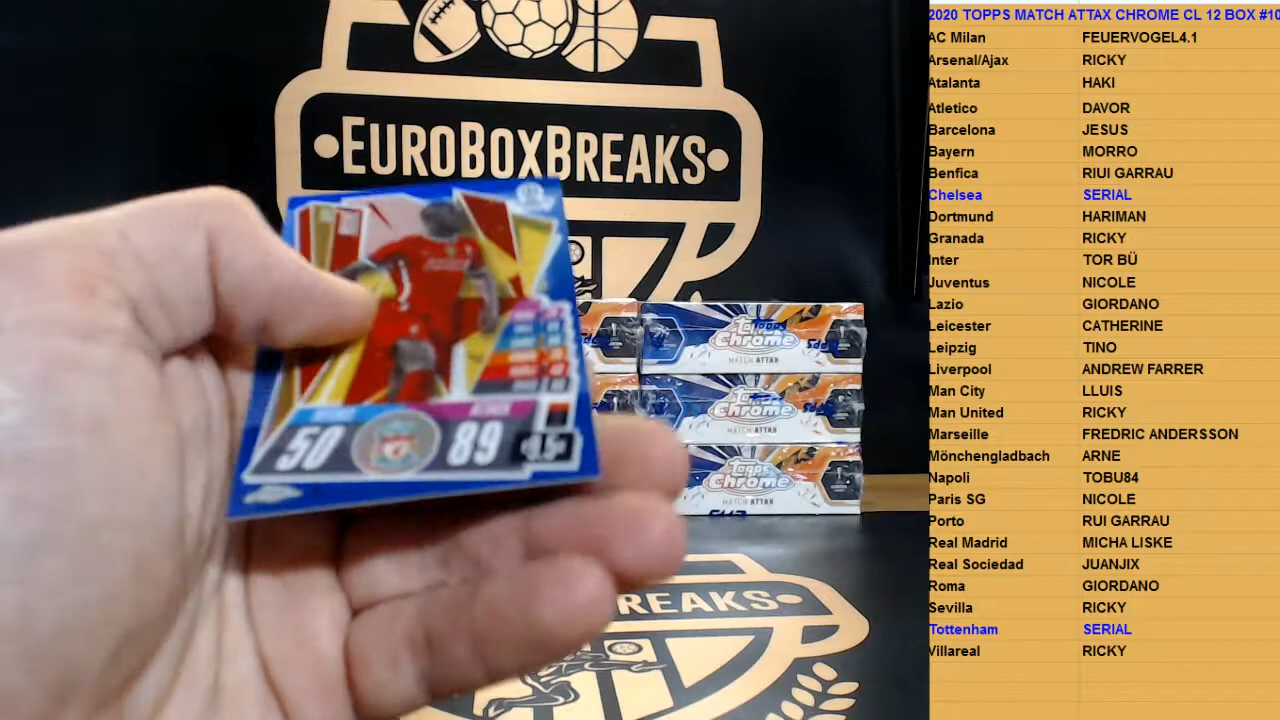 EUROBOXBREAKS
50
89
Topps
Chrome
MATCH ATTAX
Topps
Chrome
MATCH ATTAX
Topps
Chrome
MATCH ATTAX
REAKS
2020 TOPPS MATCH ATTAX CHROME CL 12 BOX #10
AC Milan FEUERVOGEL4.1
Arsenal/Ajax RICKY
Atalanta HAKI
Atletico DAVOR
Barcelona JESUS
Bayern MORRO
Benfica RIUI GARRAU
Chelsea SERIAL
Dortmund HARIMAN
Granada RICKY
Inter TOR BÜ
Juventus NICOLE
Lazio GIORDANO
Leicester CATHERINE
Leipzig TINO
Liverpool ANDREW FARRER
Man City LLUIS
Man United RICKY
Marseille FREDRIC ANDERSSON
Mönchengladbach ARNE
Napoli TOBU84
Paris SG NICOLE
Porto RUI GARRAU
Real Madrid MICHA LISKE
Real Sociedad JUANJIX
Roma GIORDANO
Sevilla RICKY
Tottenham SERIAL
Villareal RICKY